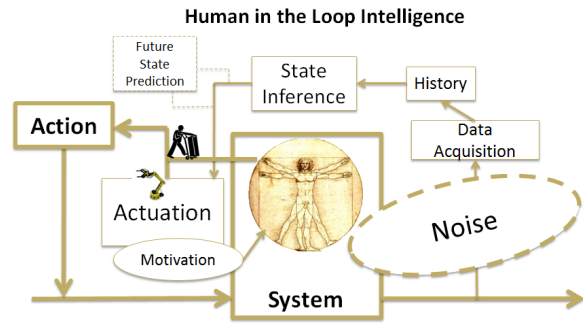 Human in the Loop Intelligence
Future
State
Prediction
State
Inference
History
Action
Data
Acquisition
Actuation
Noise
Motivation
System